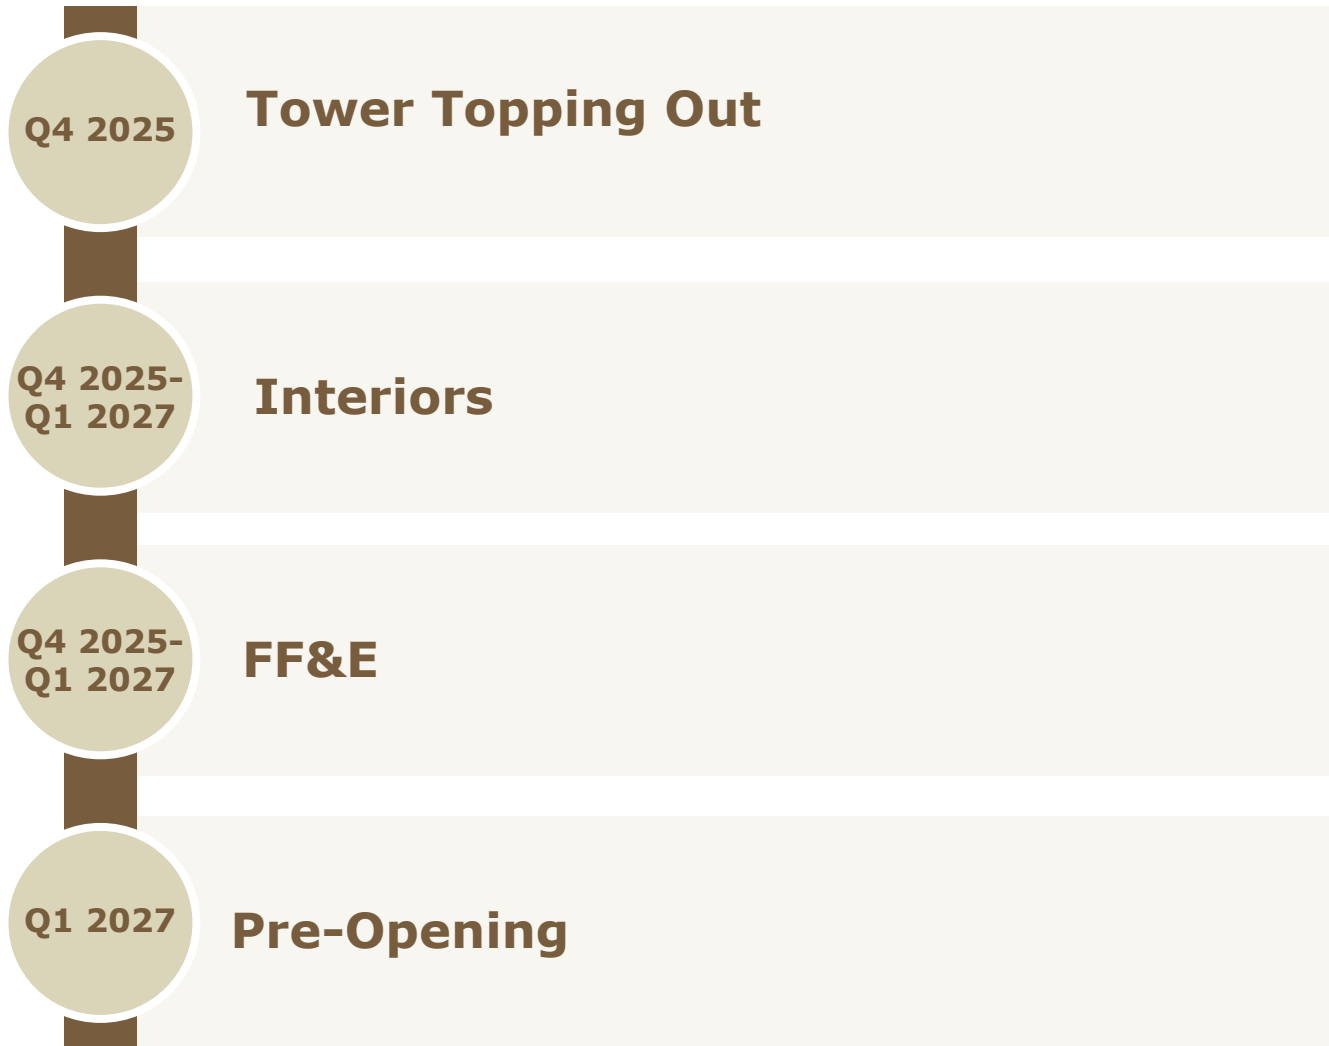 Q4 2025
Tower Topping Out
Q4 2025-
Q1 2027
Interiors
Q4 2025-
Q1 2027
FF&E
Q1 2027
Pre-Opening